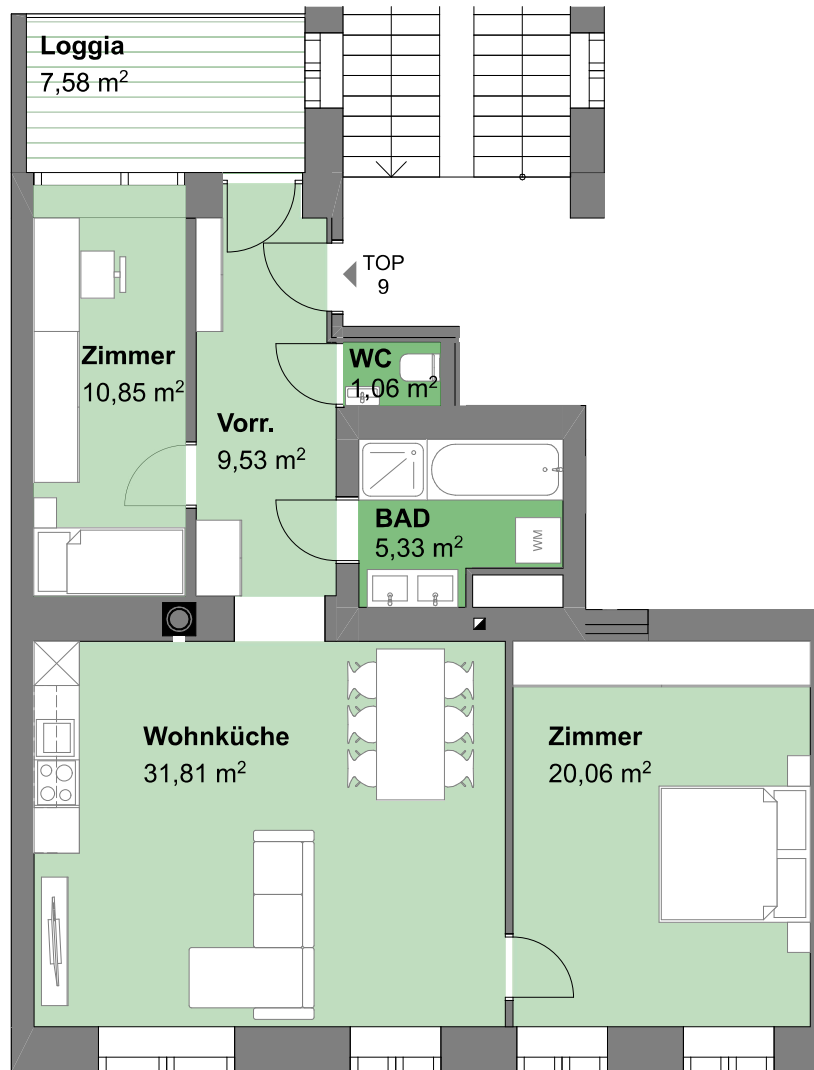 Loggia
7,58 m²
TOP
9
Zimmer
10,85 m²
WC
1,06 m²
Vorr.
9,53 m²
BAD
5,33 m²
WM
Wohnküche
31,81 m²
Zimmer
20,06 m²